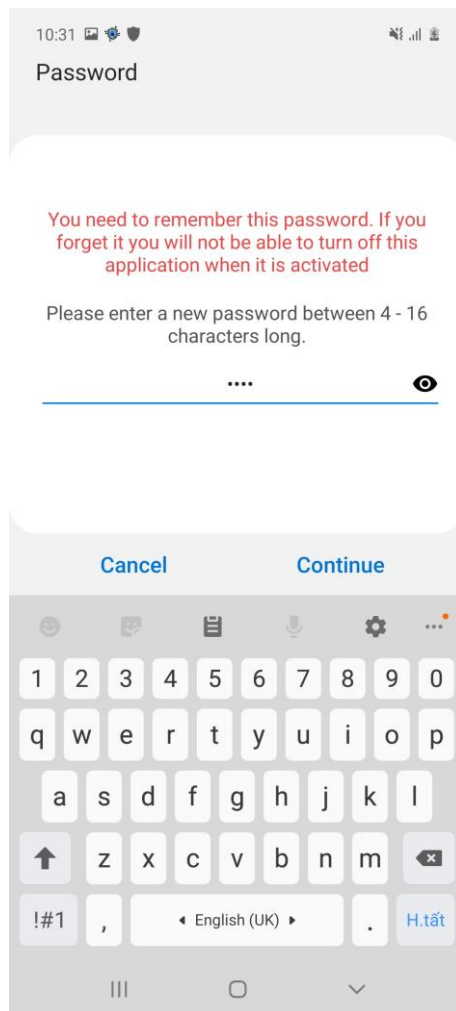 10:31
Password
You need to remember this password. If you
forget it you will not be able to turn off this
application when it is activated
Please enter a new password between 4 - 16
characters long.
••••
Cancel Continue
1 2 3 4 5 6 7 8 9 0
q w e r t y u i o p
a s d f g h j k l
z x c v b n m
!#1 , English (UK) . H.tất